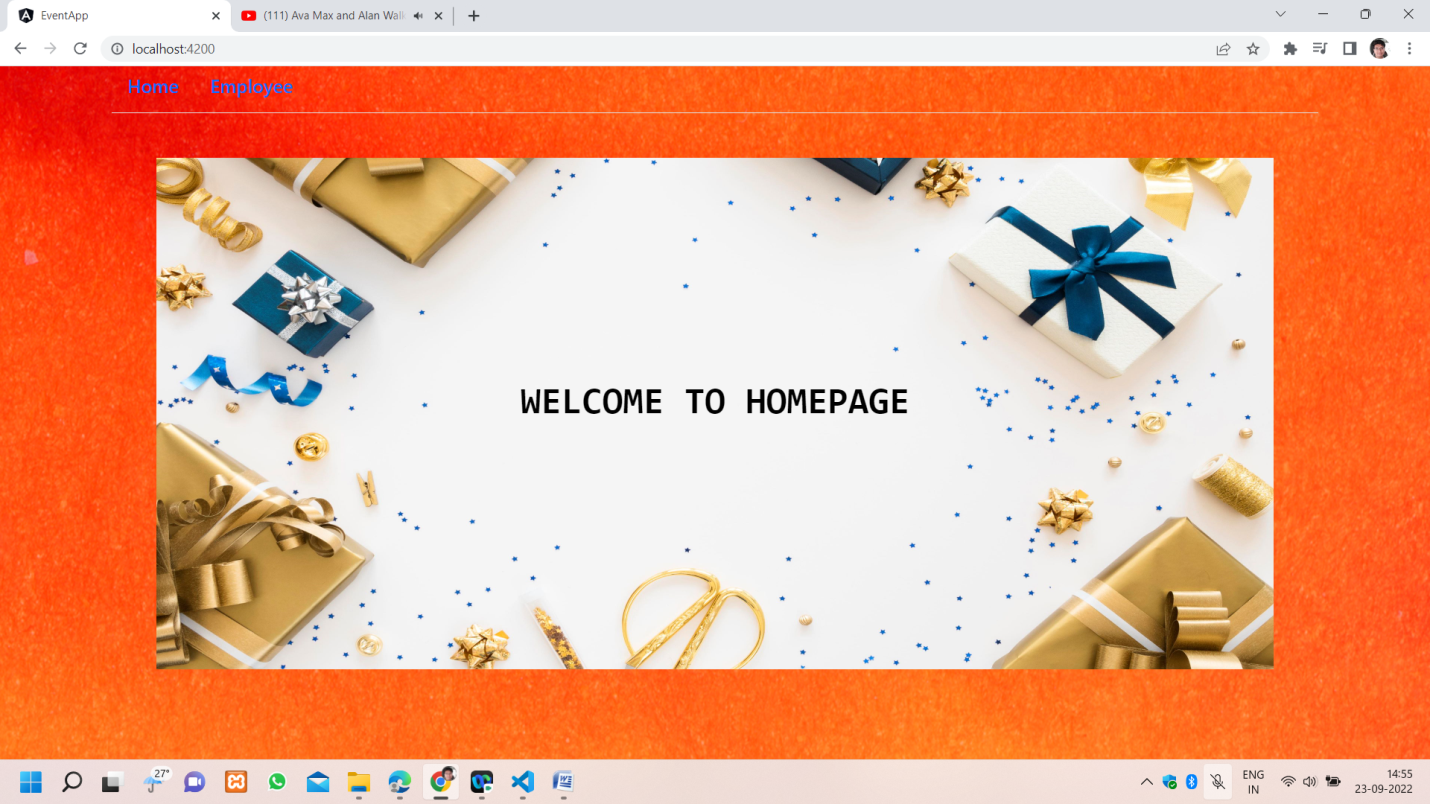 EventApp
(111) Ava Max and Alan Wal
localhost:4200
Home Employee
WELCOME TO HOMEPAGE
27°
ENG
IN
14:55
23-09-2022